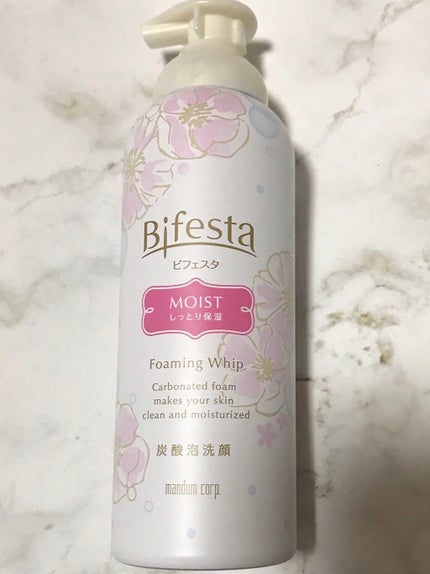 Bifesta
ビフェスタ
MOIST
しっとり保湿
Foaming Whip
Carbonated foam
makes your skin
clean and moisturized
炭酸泡洗顔
mandom corp.